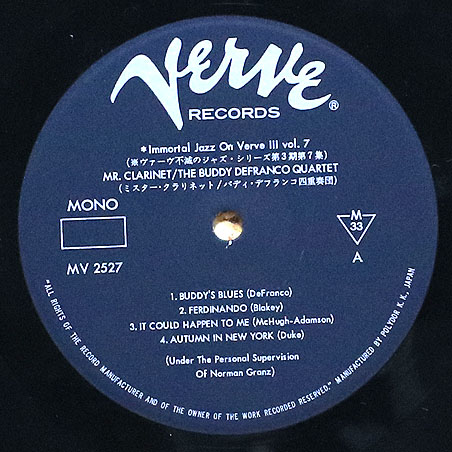 Verve
RECORDS ®
*Immortal Jazz On Verve III vol. 7
(※ヴァーヴ不滅のジャズ・シリーズ第3期第7集)
MR. CLARINET/THE BUDDY DEFRANCO QUARTET
(ミスター・クラリネット/バディ・デフランコ四重奏団)
MONO
M
33
MV 2527
A
1. BUDDY'S BLUES (DeFranco)
2. FERDINANDO (Blakey)
3. IT COULD HAPPEN TO ME (McHugh-Adamson)
4. AUTUMN IN NEW YORK (Duke)
(Under The Personal Supervision
Of Norman Granz)
"ALL RIGHTS OF THE RECORD MANUFACTURER AND OF THE OWNER OF THE WORK RECORDED RESERVED." MANUFACTURED BY POLYDOR K. K., JAPAN